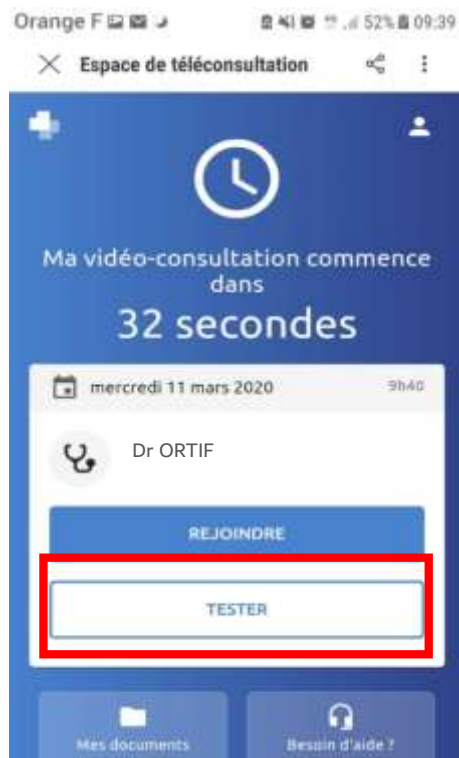 Orange F 52% 09:39
Espace de téléconsultation
Ma vidéo-consultation commence
dans
32 secondes
mercredi 11 mars 2020 9h40
Dr ORTIF
REJOINDRE
TESTER
Mes documents Besoin d'aide ?